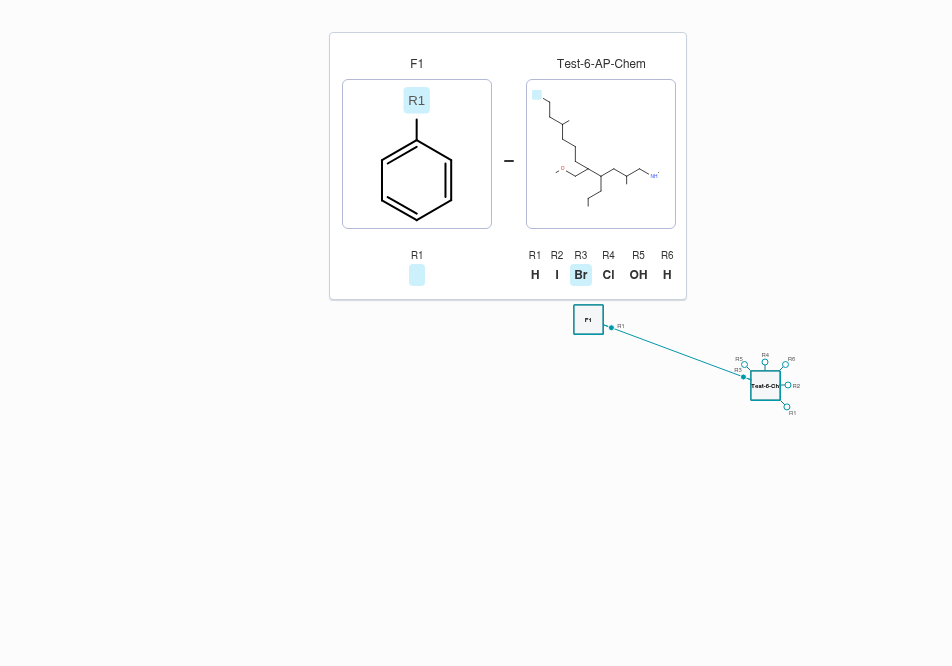 F1 Test-6-AP-Chem
R1
O
NH
R1 R1 R2 R3 R4 R5 R6
H I Br Cl OH H
F1
R1
R5 R4 R6
R3
Test-6-Ch R2
R1